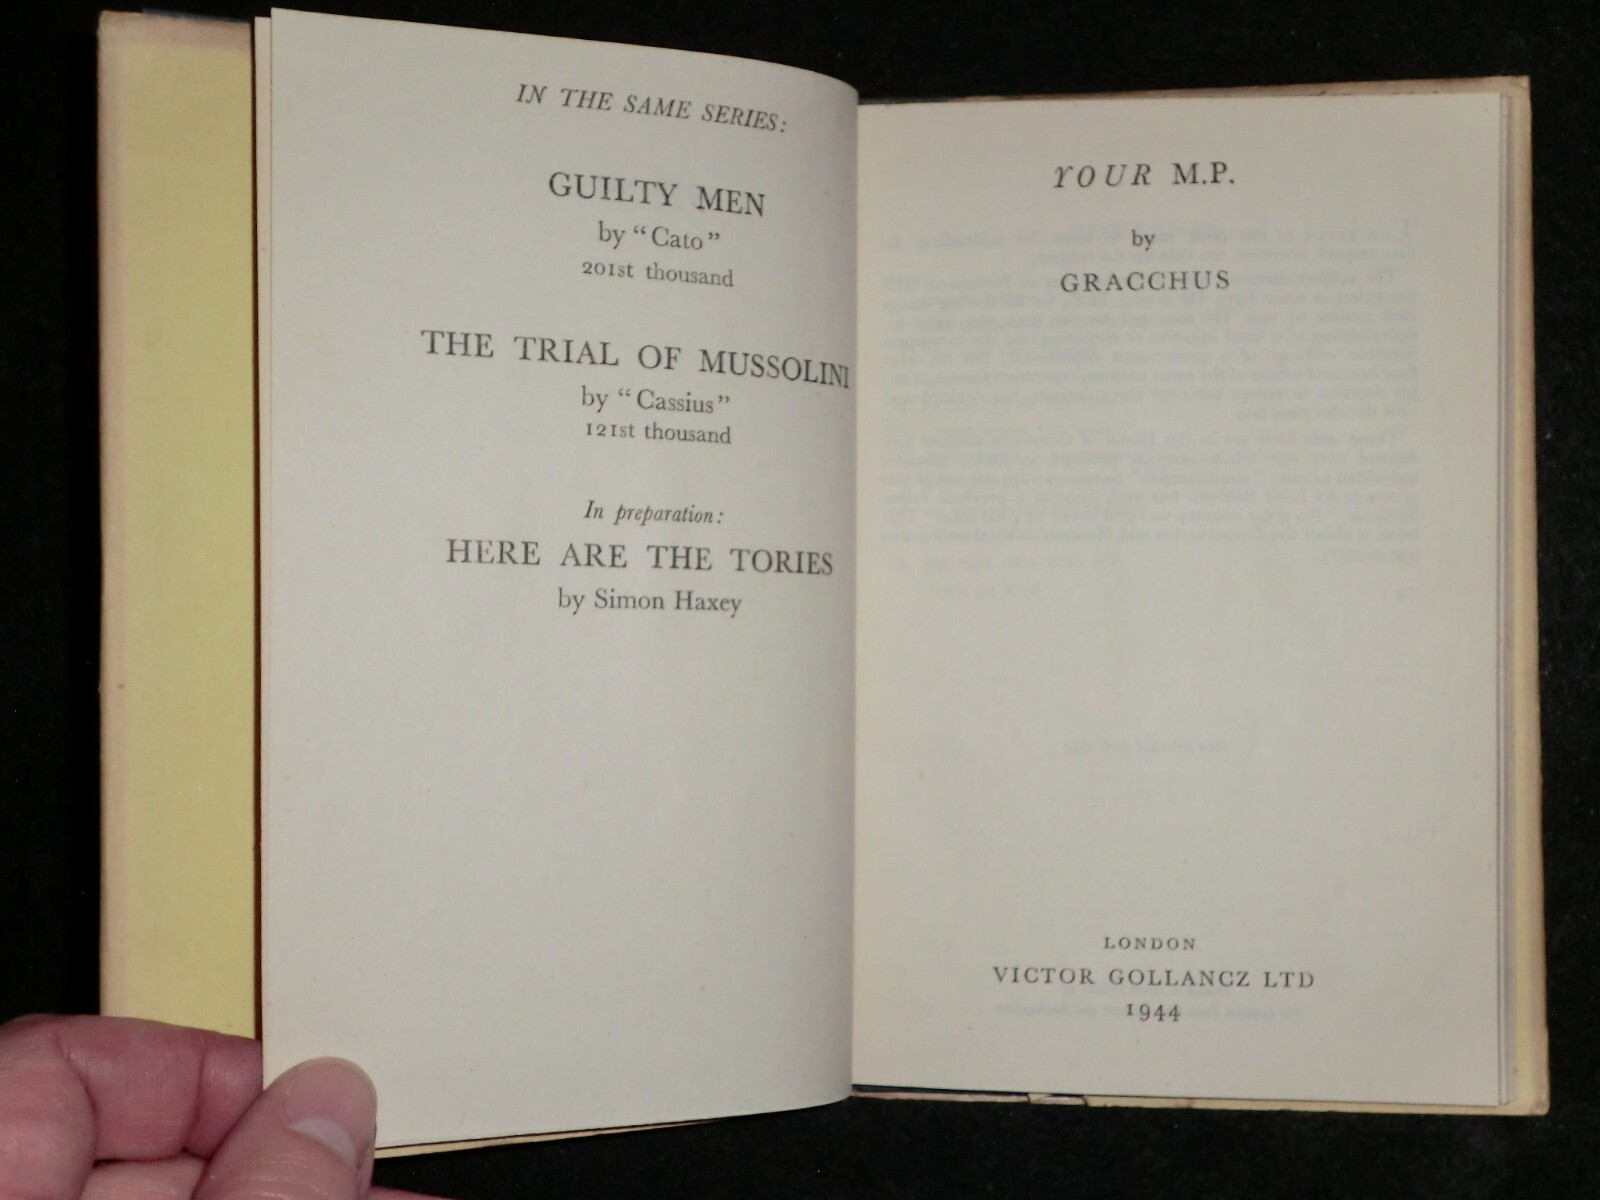 IN THE SAME SERIES:
GUILTY MEN
by “Cato”
201st thousand
THE TRIAL OF MUSSOLINI
by “Cassius”
121st thousand
In preparation:
HERE ARE THE TORIES
by Simon Haxey
YOUR M.P.
by
GRACCHUS
LONDON
VICTOR GOLLANCZ LTD
1944